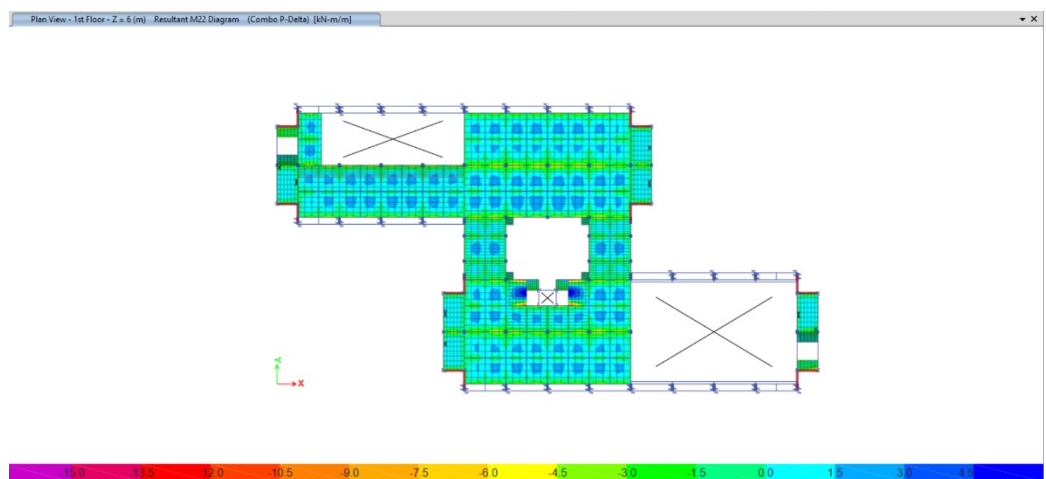 Plan View - 1st Floor - Z = 6 (m) Resultant M22 Diagram (Combo P-Delta) [kN-m/m]
Y
X
-15.0 -13.5 -12.0 -10.5 -9.0 -7.5 -6.0 -4.5 -3.0 -1.5 0.0 1.5 3.0 4.5